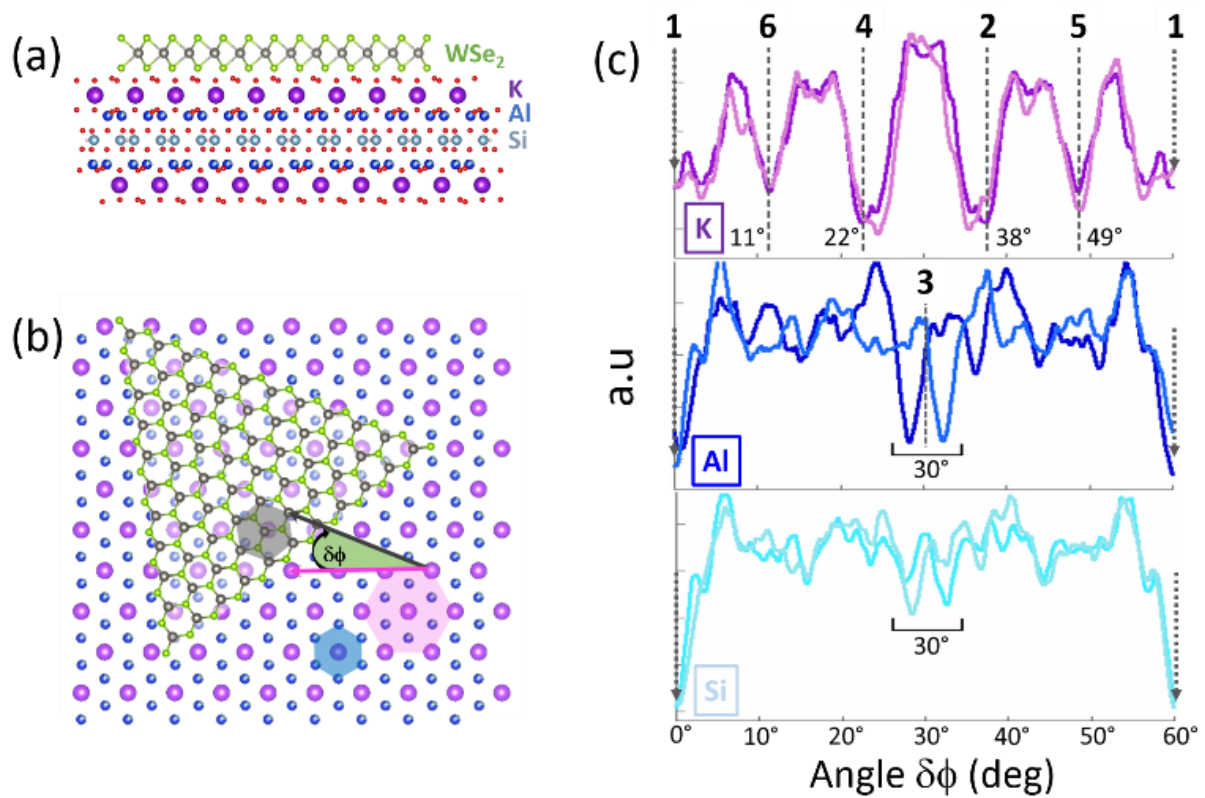 (a)
WSe2
K
Al
Si
(b)
δϕ
(c)
1 6 4 2 5 1
K
11° 22° 38° 49°
3
Al
30°
a.u
Si
30°
0° 10° 20° 30° 40° 50° 60°
Angle δϕ (deg)